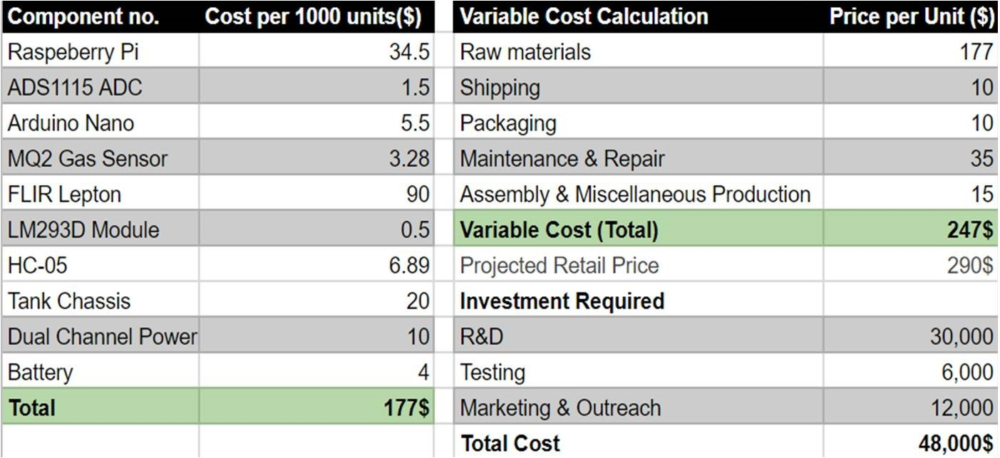 Component no. Cost per 1000 units($) Variable Cost Calculation Price per Unit ($)
Raspeberry Pi 34.5 Raw materials 177
ADS1115 ADC 1.5 Shipping 10
Arduino Nano 5.5 Packaging 10
MQ2 Gas Sensor 3.28 Maintenance & Repair 35
FLIR Lepton 90 Assembly & Miscellaneous Production 15
LM293D Module 0.5 Variable Cost (Total) 247$
HC-05 6.89 Projected Retail Price 290$
Tank Chassis 20 Investment Required
Dual Channel Power 10 R&D 30,000
Battery 4 Testing 6,000
Total 177$ Marketing & Outreach 12,000
Total Cost 48,000$